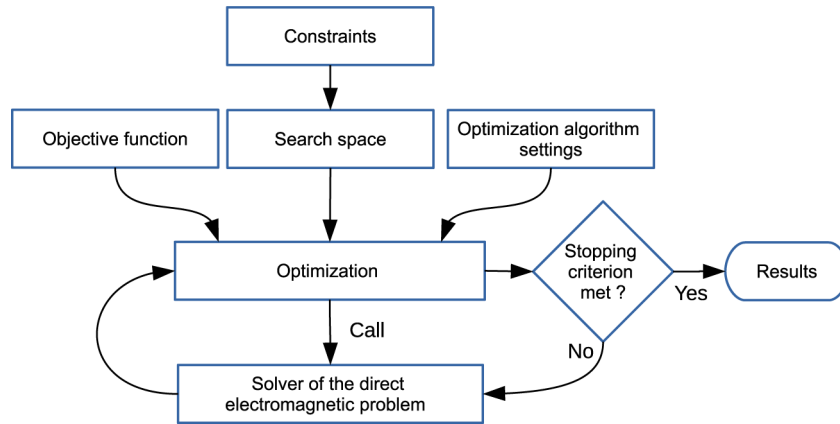 Constraints
Objective function
Search space
Optimization algorithm
settings
Optimization
Stopping
criterion
met ?
Results
Yes
Call
No
Solver of the direct
electromagnetic problem